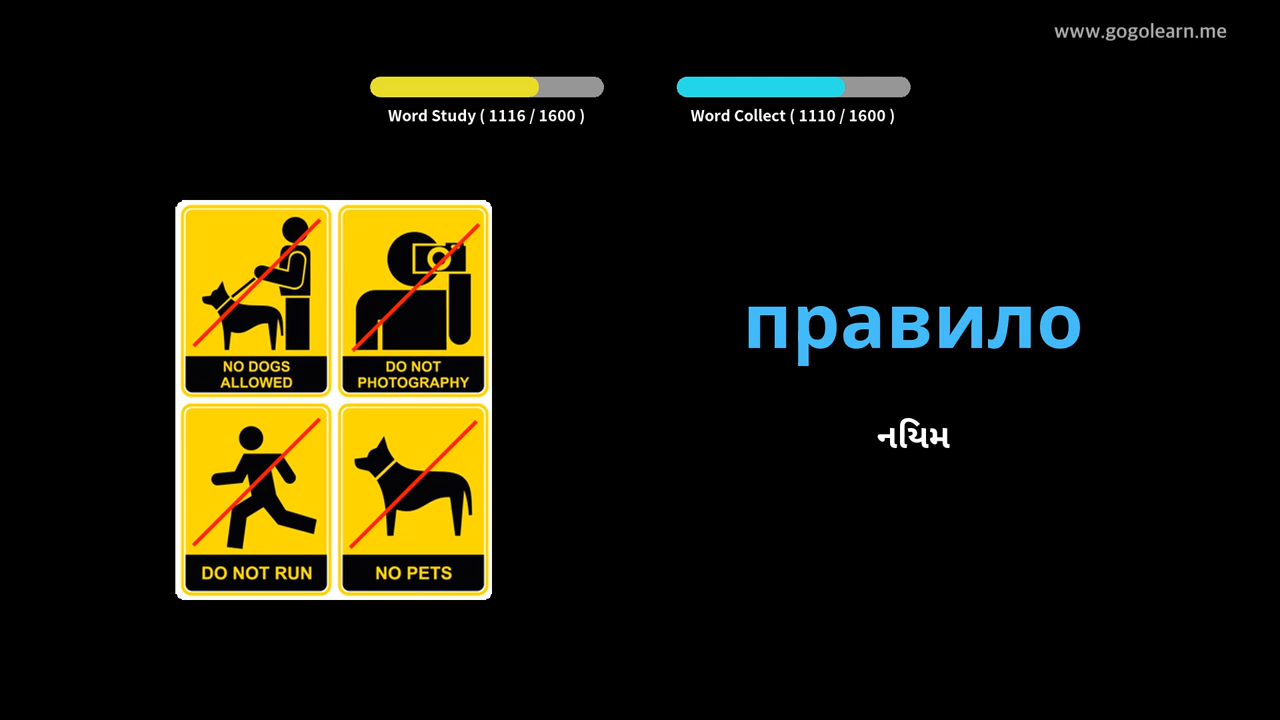 www.gogolearn.me
Word Study ( 1116 / 1600 )
Word Collect ( 1110 / 1600 )
NO DOGS
ALLOWED
DO NOT
PHOTOGRAPHY
DO NOT RUN
NO PETS
правило
નિયમ